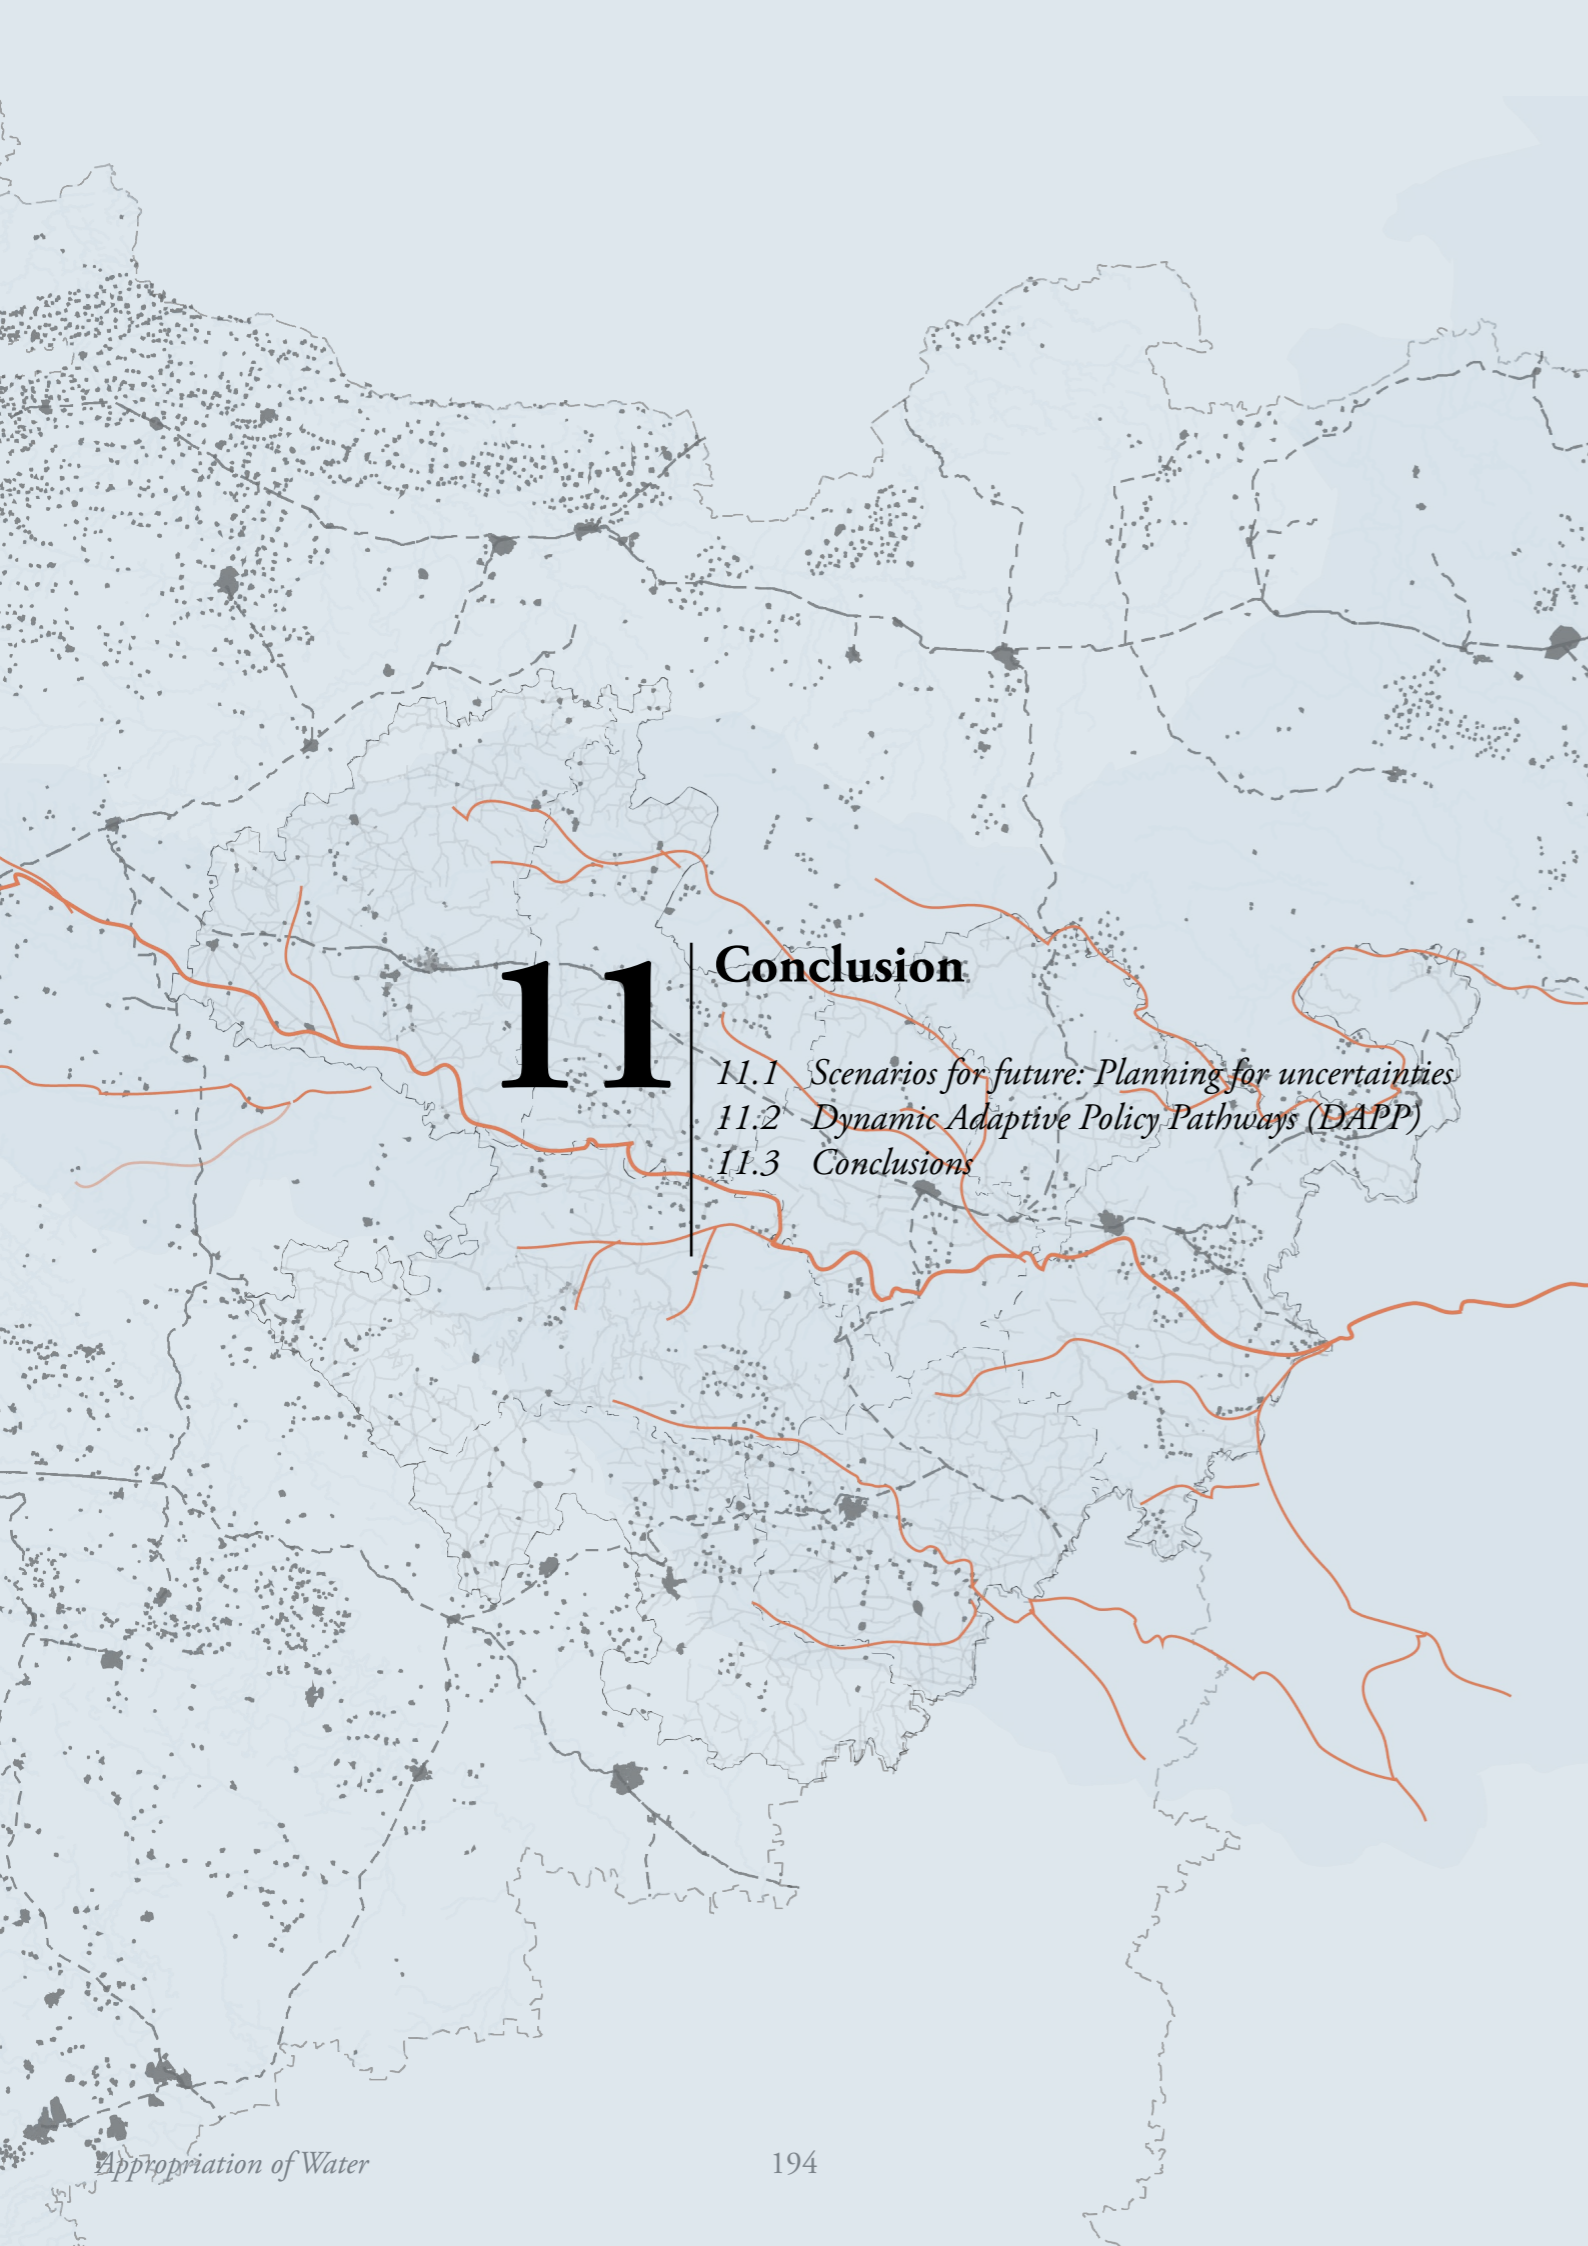 11
Conclusion
11.1 Scenarios for future: Planning for uncertainties
11.2 Dynamic Adaptive Policy Pathways (DAPP)
11.3 Conclusions
Appropriation of Water
194